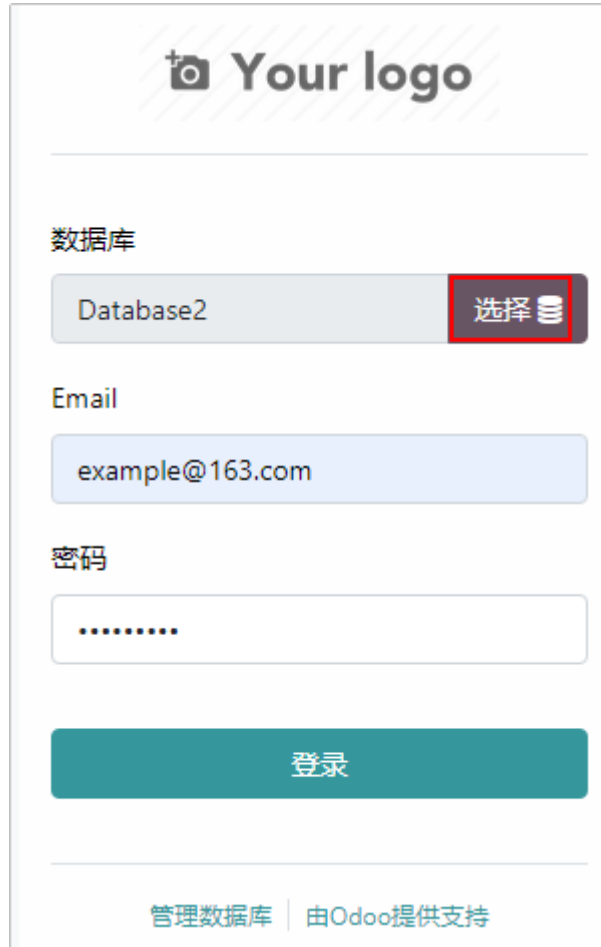 Your logo
数据库
Database2 选择
Email
example@163.com
密码
•••••••••
登录
管理数据库 由Odoo提供支持